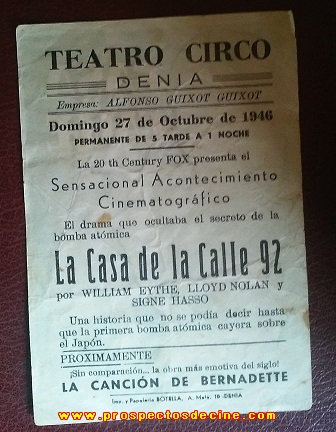 TEATRO CIRCO
DENIA
Empresa: ALFONSO GUIXOT GUIXOT
Domingo 27 de Octubre de 1946
PERMANENTE DE 5 TARDE A 1 NOCHE
La 20 th Century FOX presenta el
Sensacional Acontecimiento
Cinematográfico
El drama que ocultaba el secreto de la
bomba atómica
La Casa de la Calle 92
por WILLIAM EYTHE, LLOYD NOLAN y
SIGNE HASSO
Una historia que no se podía decir hasta
que la primera bomba atómica cayera sobre
el Japón.
PROXIMAMENTE
¡Sin comparación... la obra más emotiva del siglo!
LA CANCIÓN DE BERNADETTE
Imp. y Papelería BOTELLA, A. Mata, 10 -DENIA
www.prospectosdecine.com